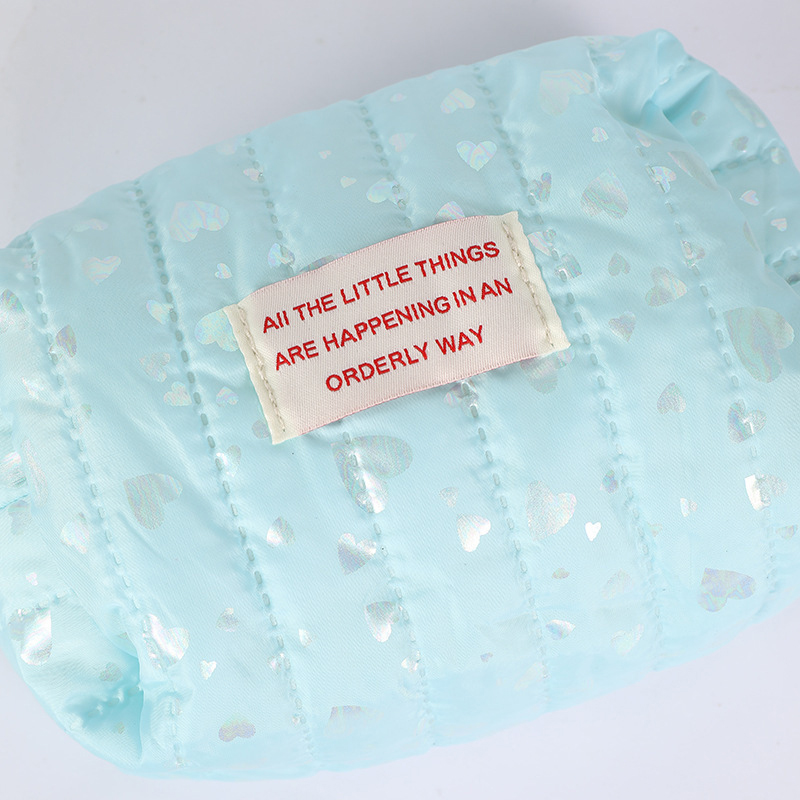 All THE LITTLE THINGS
ARE HAPPENING IN AN
ORDERLY WAY